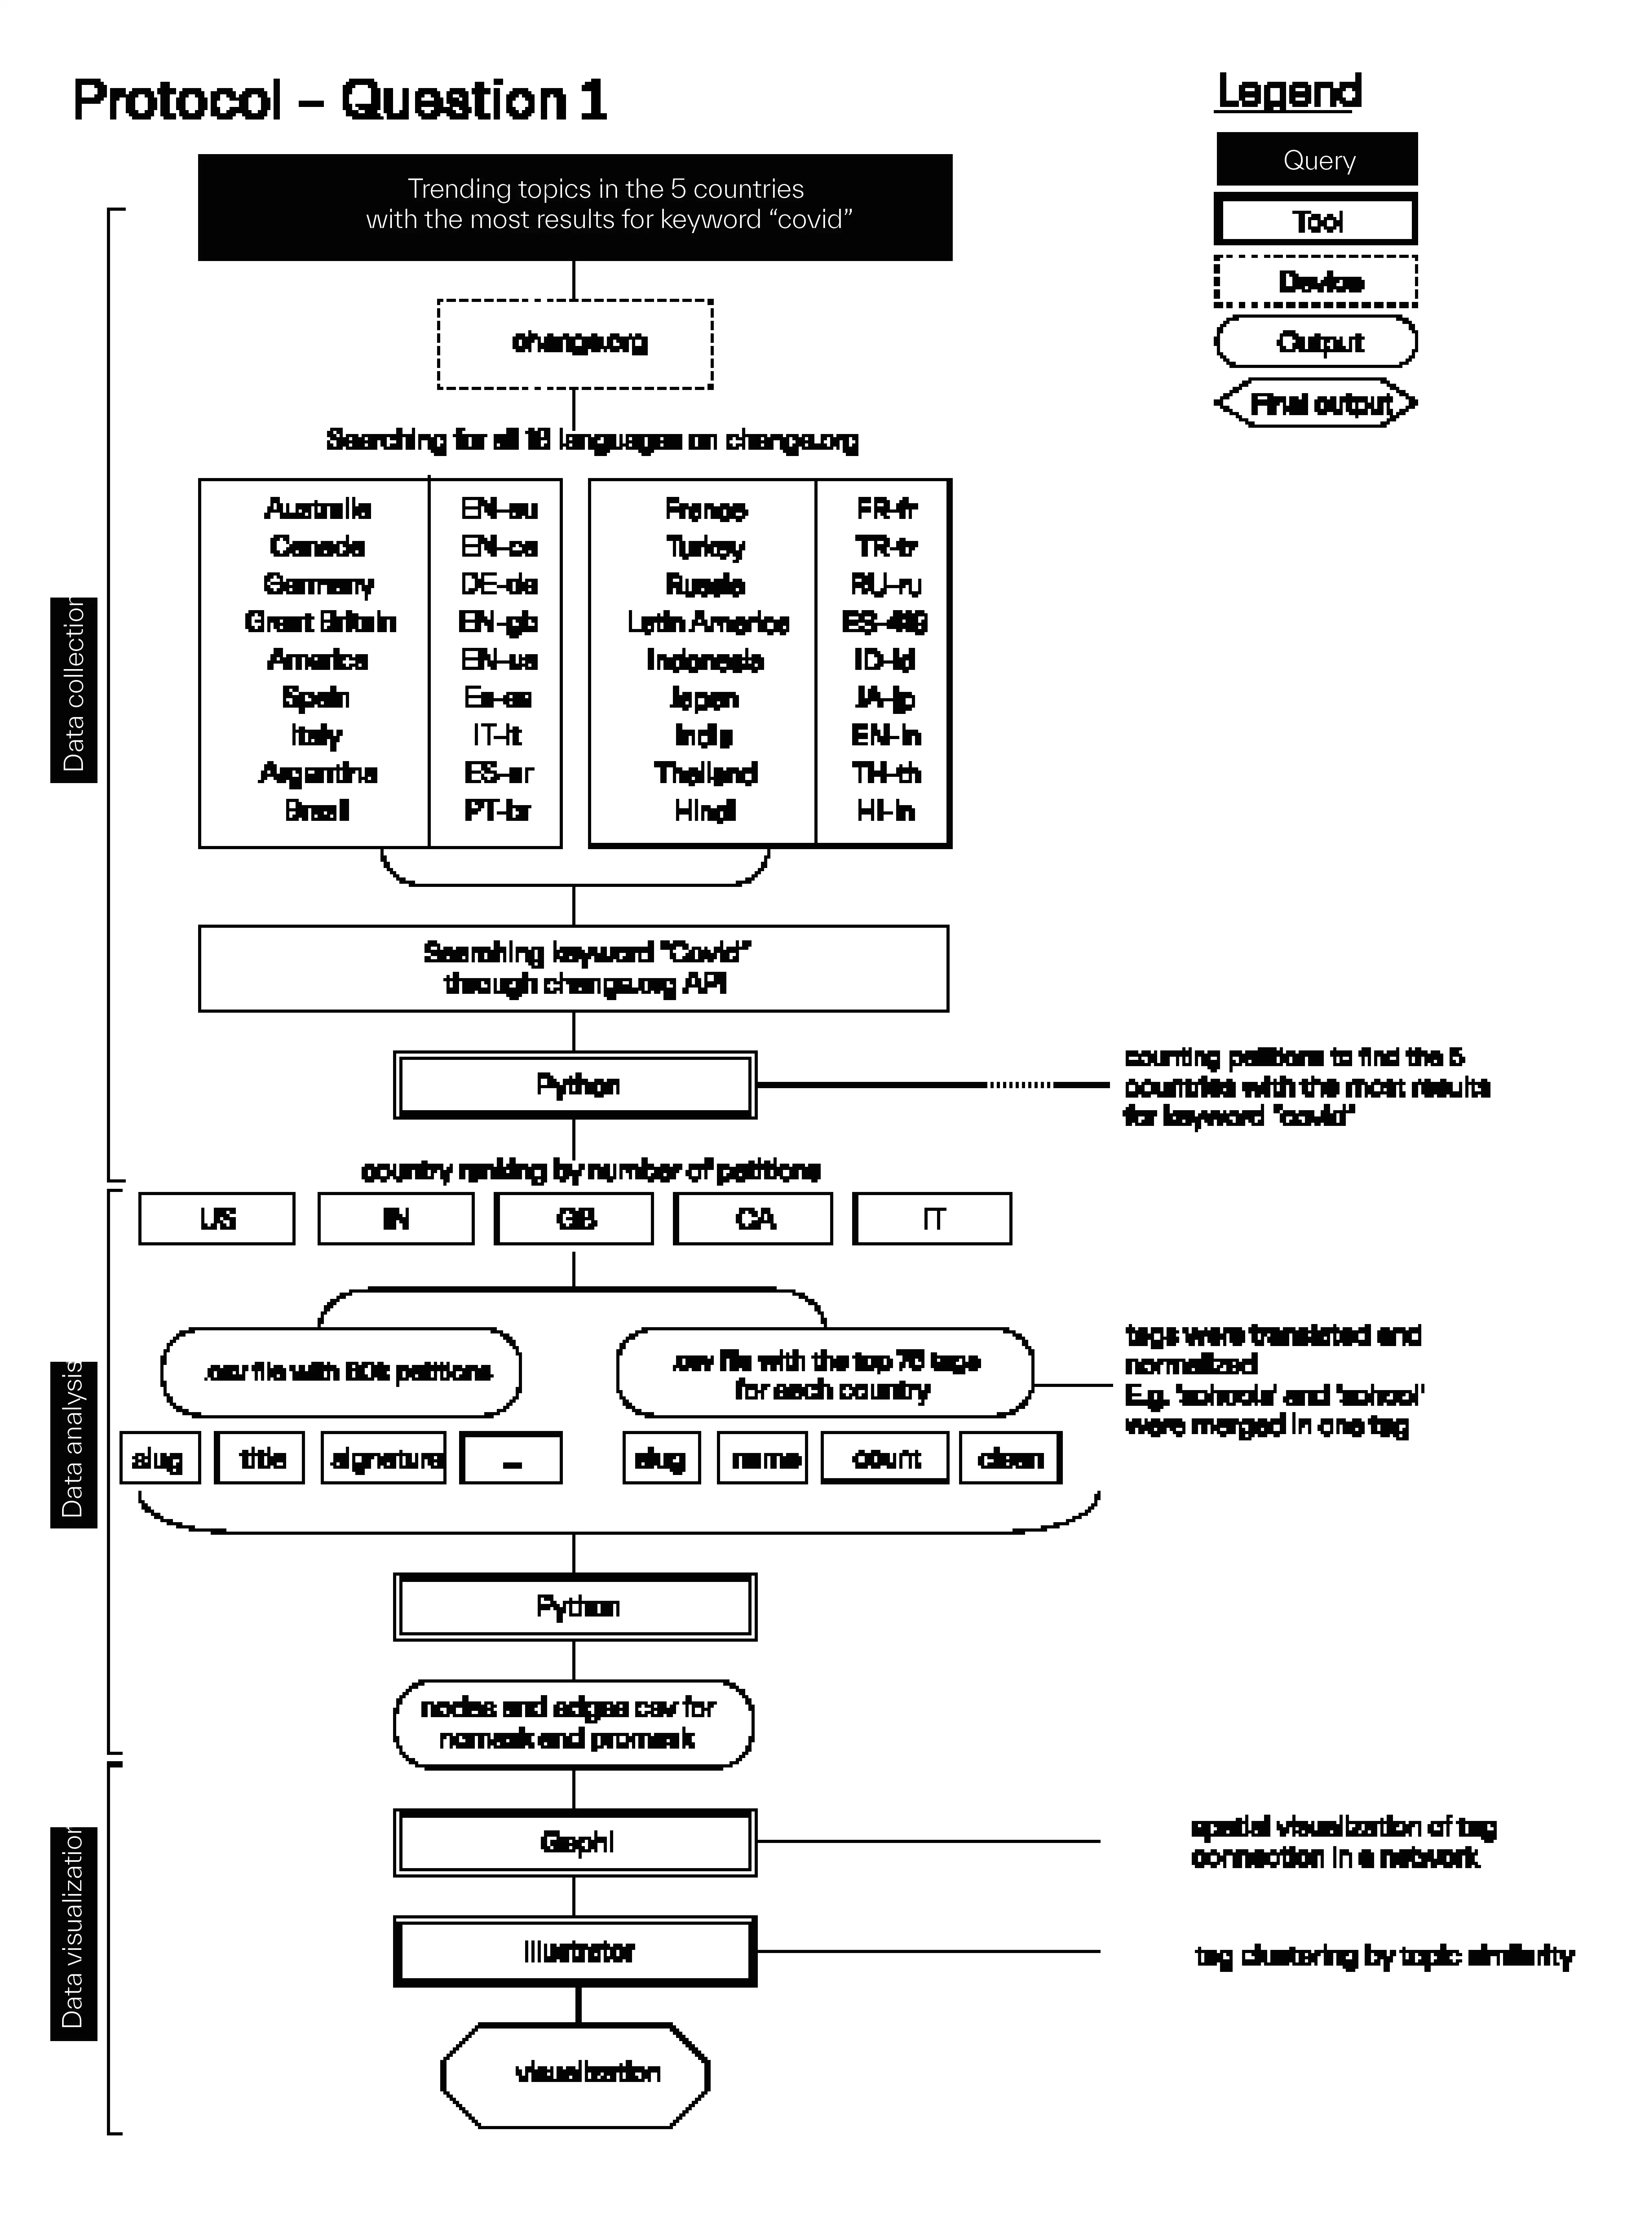 Protocol – Question 1
Legend
Query
Tool
Device
Output
Final output
Trending topics in the 5 countries
with the most results for keyword “covid”
change.org
Searching for all 18 languages on change.org
Australia EN-au
Canada EN-ca
Germany DE-de
Great Britain EN-gb
America EN-us
Spain Es-es
Italy IT-it
Argentina ES-ar
Brasil PT-br
France FR-fr
Turkey TR-tr
Russia RU-ru
Latin America ES-419
Indonesia ID-id
Japan JA-jp
India EN-in
Thailand TH-th
Hindi HI-in
Searching keyword "Covid"
through change.org API
Python
counting petitions to find the 5
countries with the most results
for keyword "covid"
country ranking by number of petitions
US
IN
GB
CA
IT
.csv file with petitions
.csv file with the top tags
for each country
tags were translated and
normalized
E.g. 'schools' and 'school'
were merged in one tag
slug
title
signature
slug
name
count
clean
Python
nodes and edges csv for
nomask and promask
Gephi
spatial visualization of tag
connection in a network
Illustrator
tag clustering by topic similarity
visualization
Data collection
Data analysis
Data visualization